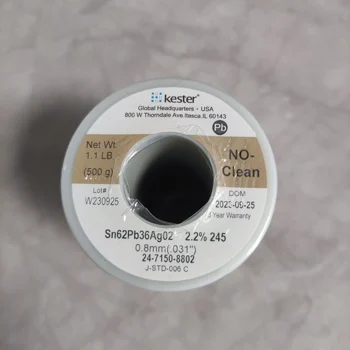 kester
Global Headquarters • USA
800 W Thorndale Ave.Itasca.IL 60143
Pb
Net Wt.
1.1 LB
(500 g)
NO-
Clean
Lot#
W230925
DOM
2023-09-25
Year Warranty
Sn62Pb36Ag02 2.2% 245
0.8mm(.031")
24-7150-8802
J-STD-006 C